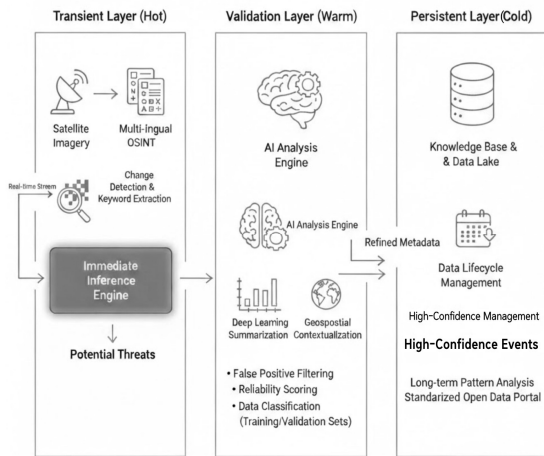 Transient Layer (Hot)
Satellite
Imagery
Multi-ingual
OSINT
Real-time Stream
Change
Detection &
Keyword Extraction
Immediate
Inference
Engine
Potential Threats
Validation Layer (Warm)
AI Analysis
Engine
AI Analysis Engine
Deep Learning
Summarization
Geospostial
Contextualization
• False Positive Filtering
• Reliability Scoring
• Data Classification
(Training/Validation Sets)
Refined Metadata
Persistent Layer(Cold)
Knowledge Base &
& Data Lake
Data Lifecycle
Management
High-Confidence Management
High-Confidence Events
Long-term Pattern Analysis
Standarized Open Data Portal